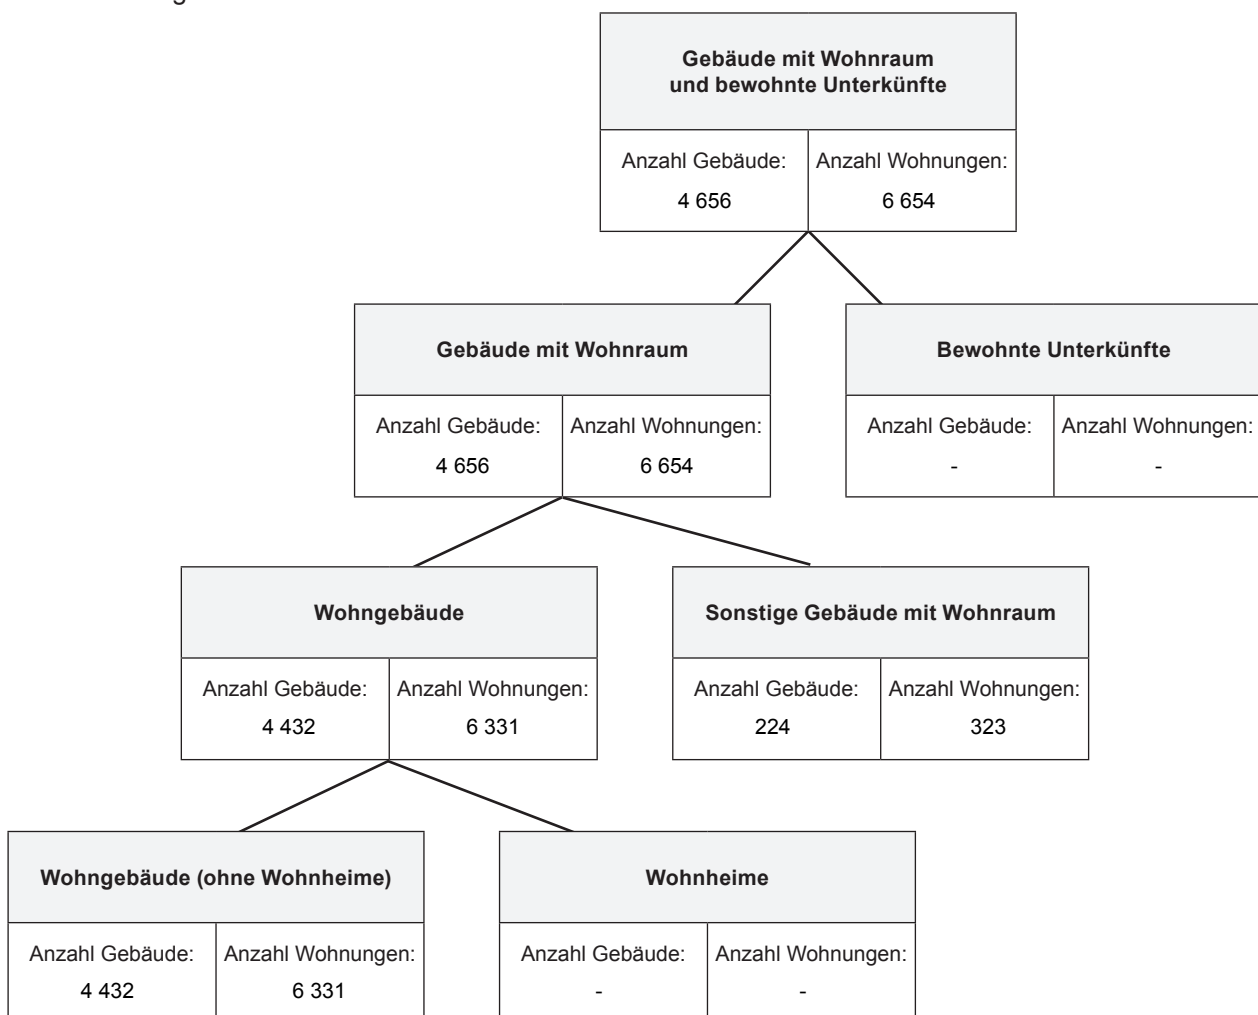 Gebäude mit Wohnraum
und bewohnte Unterkünfte
Anzahl Gebäude: Anzahl Wohnungen:
4 656 6 654
Gebäude mit Wohnraum
Anzahl Gebäude: Anzahl Wohnungen:
4 656 6 654
Bewohnte Unterkünfte
Anzahl Gebäude: Anzahl Wohnungen:
- -
Wohngebäude
Anzahl Gebäude: Anzahl Wohnungen:
4 432 6 331
Sonstige Gebäude mit Wohnraum
Anzahl Gebäude: Anzahl Wohnungen:
224 323
Wohngebäude (ohne Wohnheime)
Anzahl Gebäude: Anzahl Wohnungen:
4 432 6 331
Wohnheime
Anzahl Gebäude: Anzahl Wohnungen:
- -